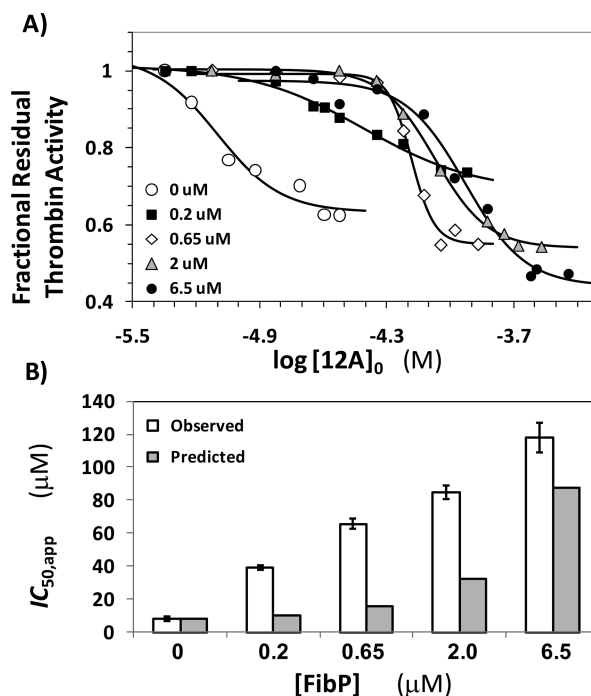 A)
Fractional Residual
Thrombin Activity
1
0.8
0.6
0.4
0 uM
0.2 uM
0.65 uM
2 uM
6.5 uM
-5.5 -4.9 -4.3 -3.7
log [12A]0 (M)
B)
IC50,app (μM)
140
120
100
80
60
40
20
0
Observed
Predicted
0 0.2 0.65 2.0 6.5
[FibP] (μM)